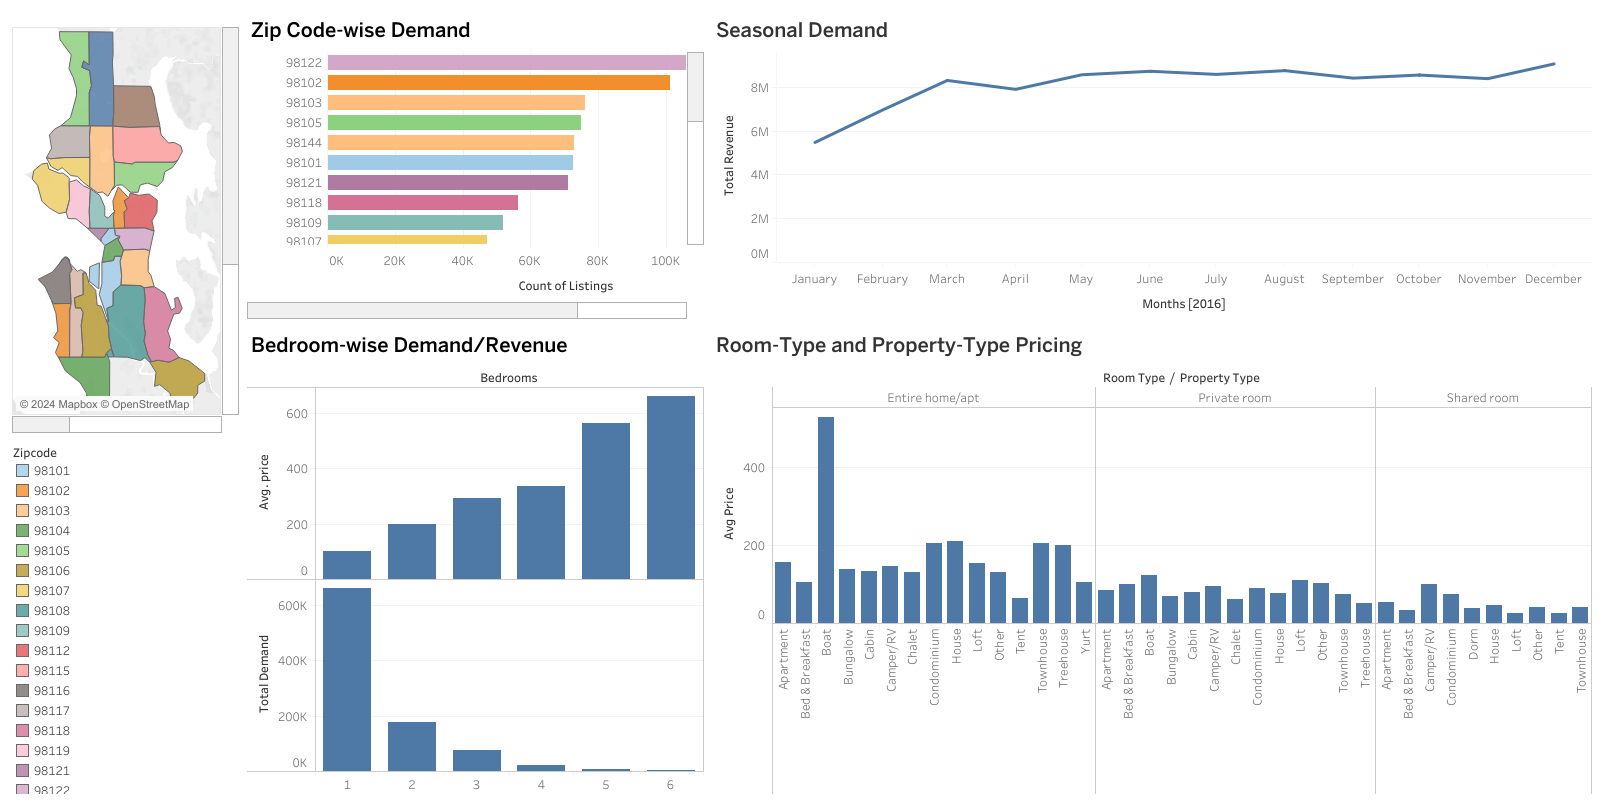 © 2024 Mapbox © OpenStreetMap
Zipcode
98101
98102
98103
98104
98105
98106
98107
98108
98109
98112
98115
98116
98117
98118
98119
98121
98122
Zip Code-wise Demand
98122
98102
98103
98105
98144
98101
98121
98118
98109
98107
0K 20K 40K 60K 80K 100K
Count of Listings
Seasonal Demand
Total Revenue
8M
6M
4M
2M
0M
January February March April May June July August September October November December
Months [2016]
Bedroom-wise Demand/Revenue
Bedrooms
Avg. price
600
400
200
0
Total Demand
600K
400K
200K
0K
1 2 3 4 5 6
Room-Type and Property-Type Pricing
Room Type / Property Type
Entire home/apt Private room Shared room
Avg Price
400
200
0
Apartment
Bed & Breakfast
Boat
Bungalow
Cabin
Camper/RV
Chalet
Condominium
House
Loft
Other
Tent
Townhouse
Treehouse
Yurt
Apartment
Bed & Breakfast
Boat
Bungalow
Cabin
Camper/RV
Chalet
Condominium
House
Loft
Other
Townhouse
Treehouse
Apartment
Bed & Breakfast
Camper/RV
Condominium
Dorm
House
Loft
Other
Tent
Townhouse